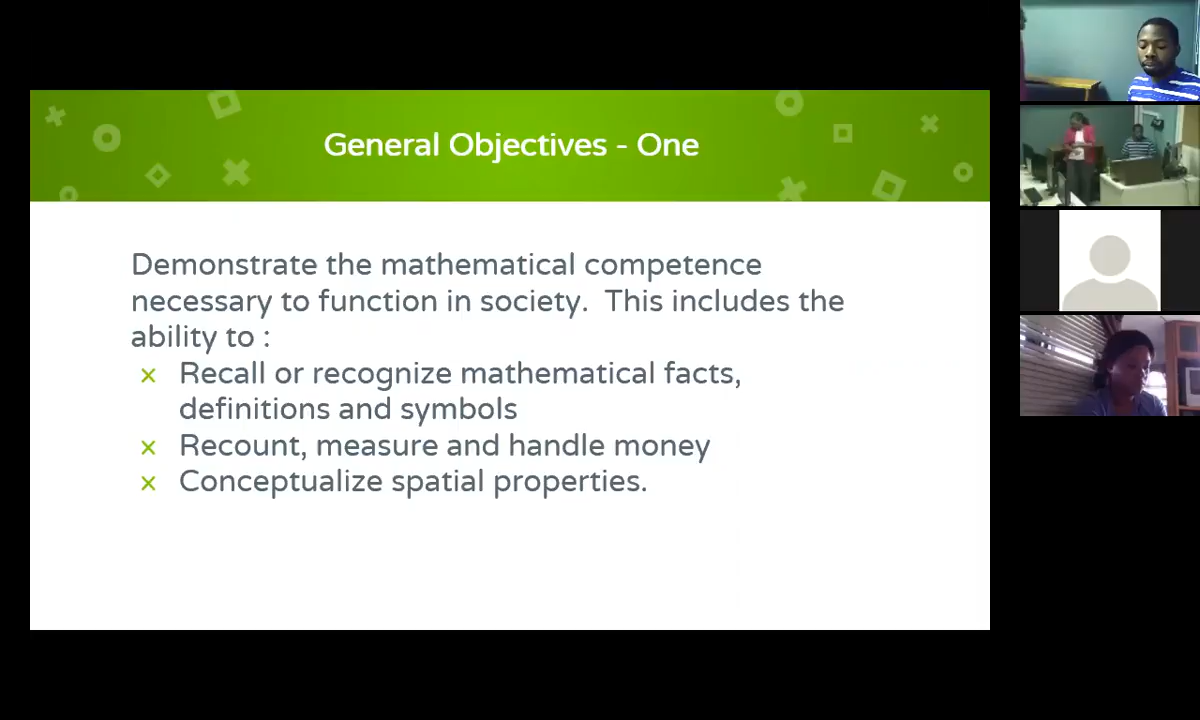 General Objectives - One
Demonstrate the mathematical competence
necessary to function in society.  This includes the
ability to :
Recall or recognize mathematical facts,
definitions and symbols
Recount, measure and handle money
Conceptualize spatial properties.